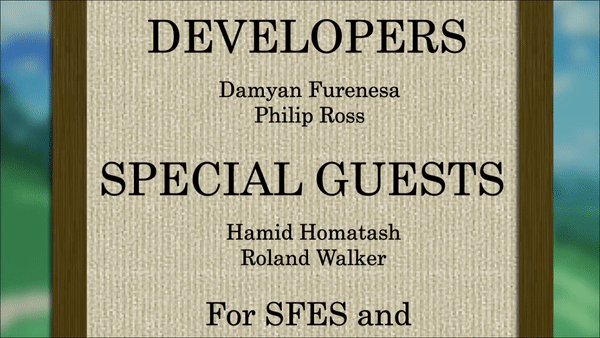 DEVELOPERS
Damyan Furenesa
Philip Ross
SPECIAL GUESTS
Hamid Homatash
Roland Walker
For SFES and